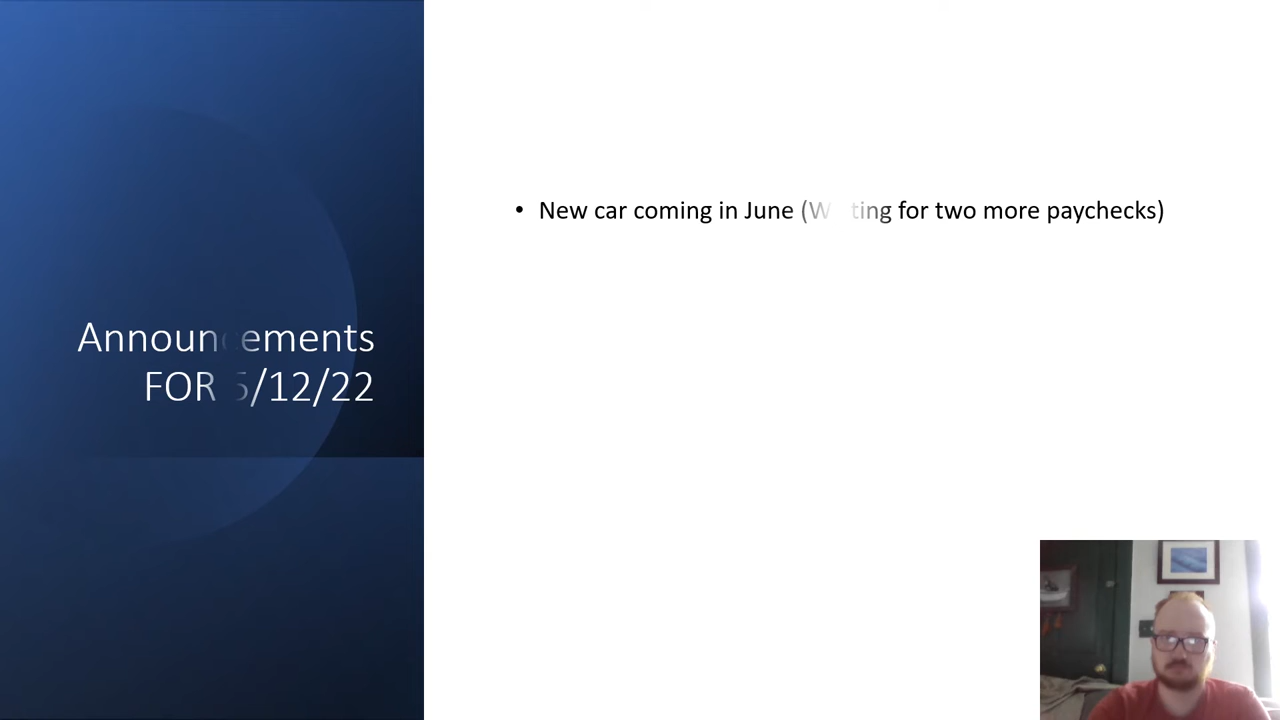 Announcements
FOR 5/12/22
• New car coming in June (Waiting for two more paychecks)